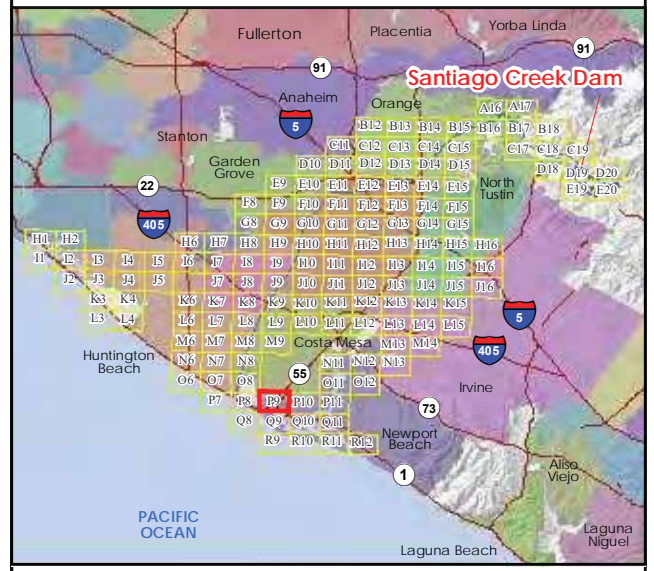 Fullerton
Placentia
Yorba Linda
91
91
Santiago Creek Dam
Anaheim
Orange
A16 A17
5
B12 B13 B14 B15 B16 B17 B18
Stanton
C11 C12 C13 C14 C15 C17 C18 C19
Garden
Grove
D10 D11 D12 D13 D14 D15 D18 D19 D20
22
E9 E10 E11 E12 E13 E14 E15 E19 E20
North
Tustin
F8 F9 F10 F11 F12 F13 F14 F15
405
G8 G9 G10 G11 G12 G13 G14 G15
H1 H2 H6 H7 H8 H9 H10 H11 H12 H13 H14 H15 H16
I1 I2 I3 I4 I5 I6 I7 I8 I9 I10 I11 I12 I13 I14 I15 I16
J2 J3 J4 J5 J7 J8 J9 J10 J11 J12 J13 J14 J15 J16
K3 K4 K6 K7 K8 K9 K10 K11 K12 K13 K14 K15
L3 L4 L6 L7 L8 L9 L10 L11 L12 L13 L14 L15
5
M6 M7 M8 M9 Costa Mesa M13 M14
405
Huntington
Beach
N6 N7 N8 N11 N12 N13
55
O6 O7 O8 O11 O12
Irvine
P7 P8 P9 P10 P11
73
Q8 Q9 Q10 Q11
Newport
Beach
R9 R10 R11 R12
1
Aliso
Viejo
PACIFIC
OCEAN
Laguna
Niguel
Laguna Beach